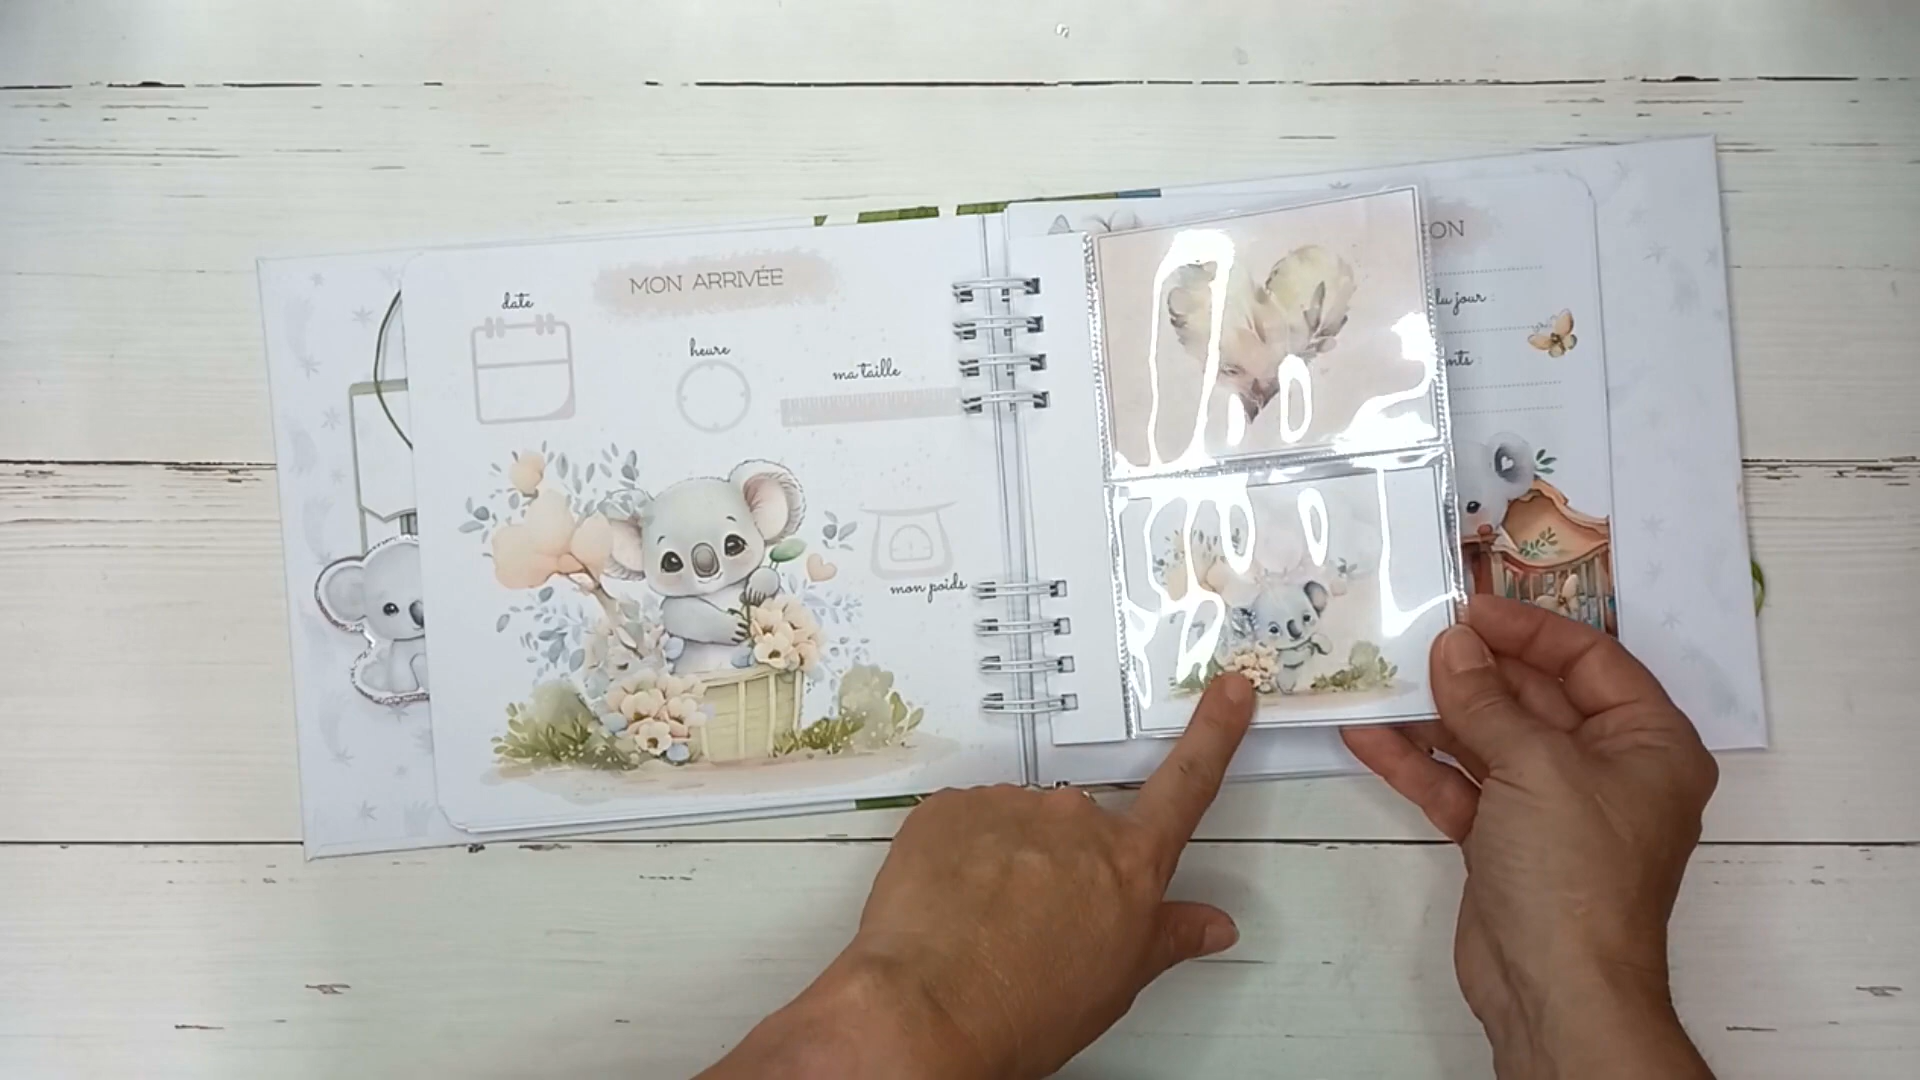 MON ARRIVÉE
date
heure
ma taille
mon poids
ON
du jour :
nts :